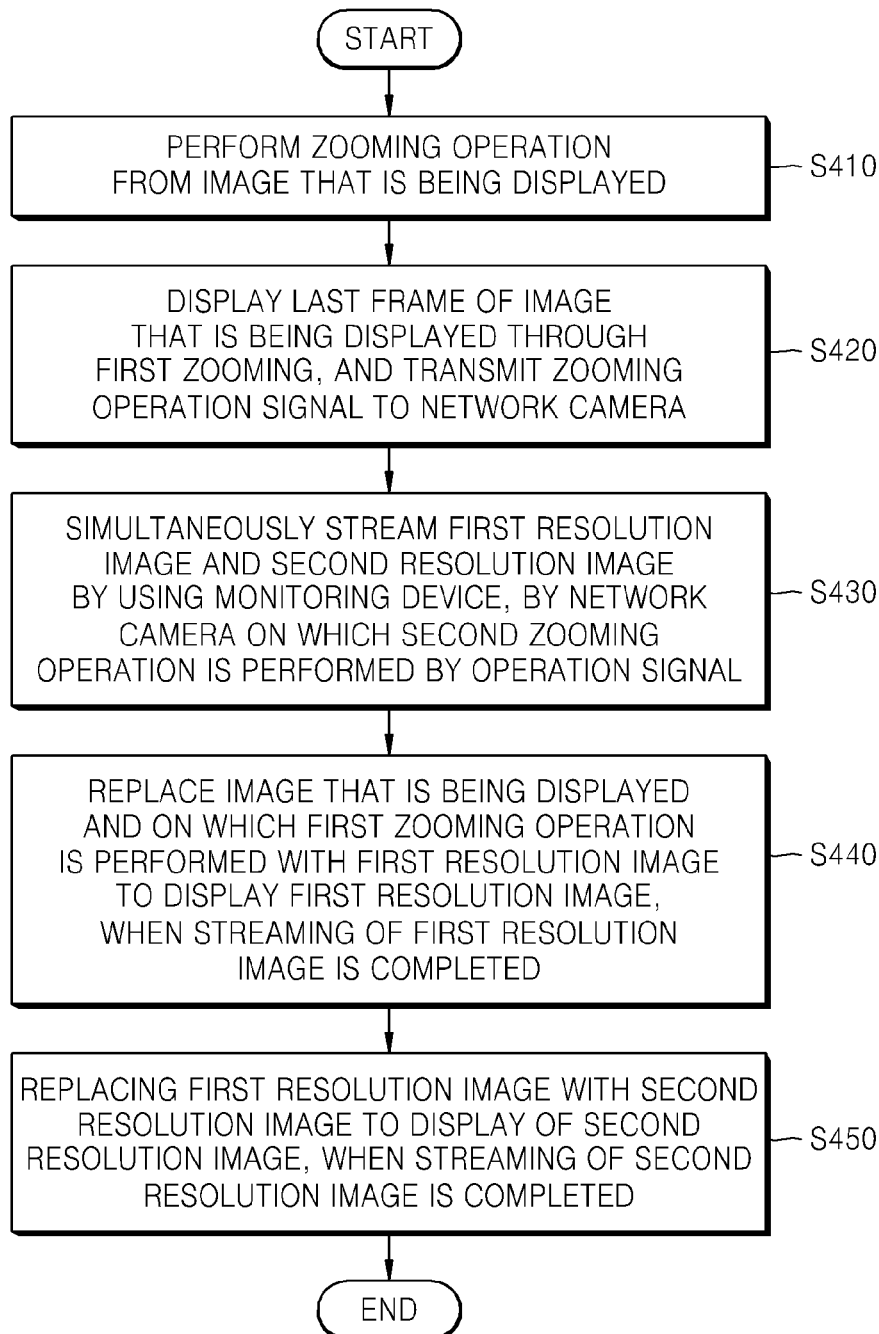 START
PERFORM ZOOMING OPERATION
FROM IMAGE THAT IS BEING DISPLAYED
S410
DISPLAY LAST FRAME OF IMAGE
THAT IS BEING DISPLAYED THROUGH
FIRST ZOOMING, AND TRANSMIT ZOOMING
OPERATION SIGNAL TO NETWORK CAMERA
S420
SIMULTANEOUSLY STREAM FIRST RESOLUTION
IMAGE AND SECOND RESOLUTION IMAGE
BY USING MONITORING DEVICE, BY NETWORK
CAMERA ON WHICH SECOND ZOOMING
OPERATION IS PERFORMED BY OPERATION SIGNAL
S430
REPLACE IMAGE THAT IS BEING DISPLAYED
AND ON WHICH FIRST ZOOMING OPERATION
IS PERFORMED WITH FIRST RESOLUTION IMAGE
TO DISPLAY FIRST RESOLUTION IMAGE,
WHEN STREAMING OF FIRST RESOLUTION
IMAGE IS COMPLETED
S440
REPLACING FIRST RESOLUTION IMAGE WITH SECOND
RESOLUTION IMAGE TO DISPLAY OF SECOND
RESOLUTION IMAGE, WHEN STREAMING OF SECOND
RESOLUTION IMAGE IS COMPLETED
S450
END